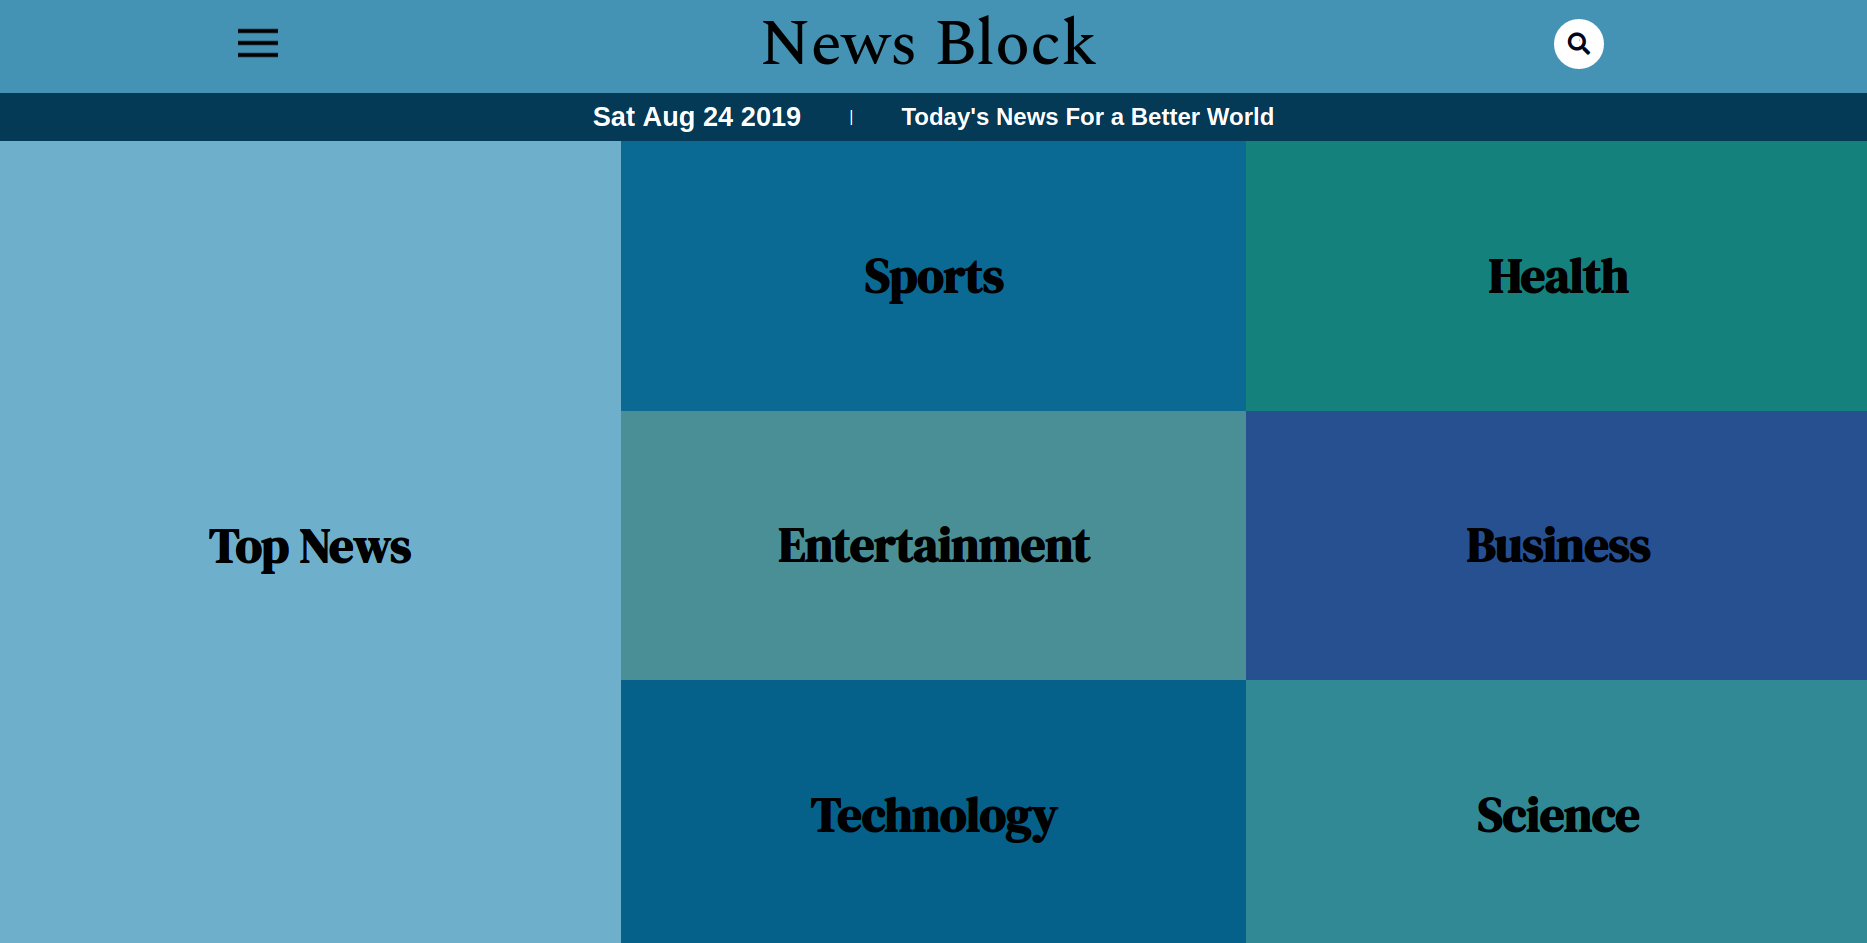 News Block
Sat Aug 24 2019 | Today's News For a Better World
Sports
Health
Top News
Entertainment
Business
Technology
Science